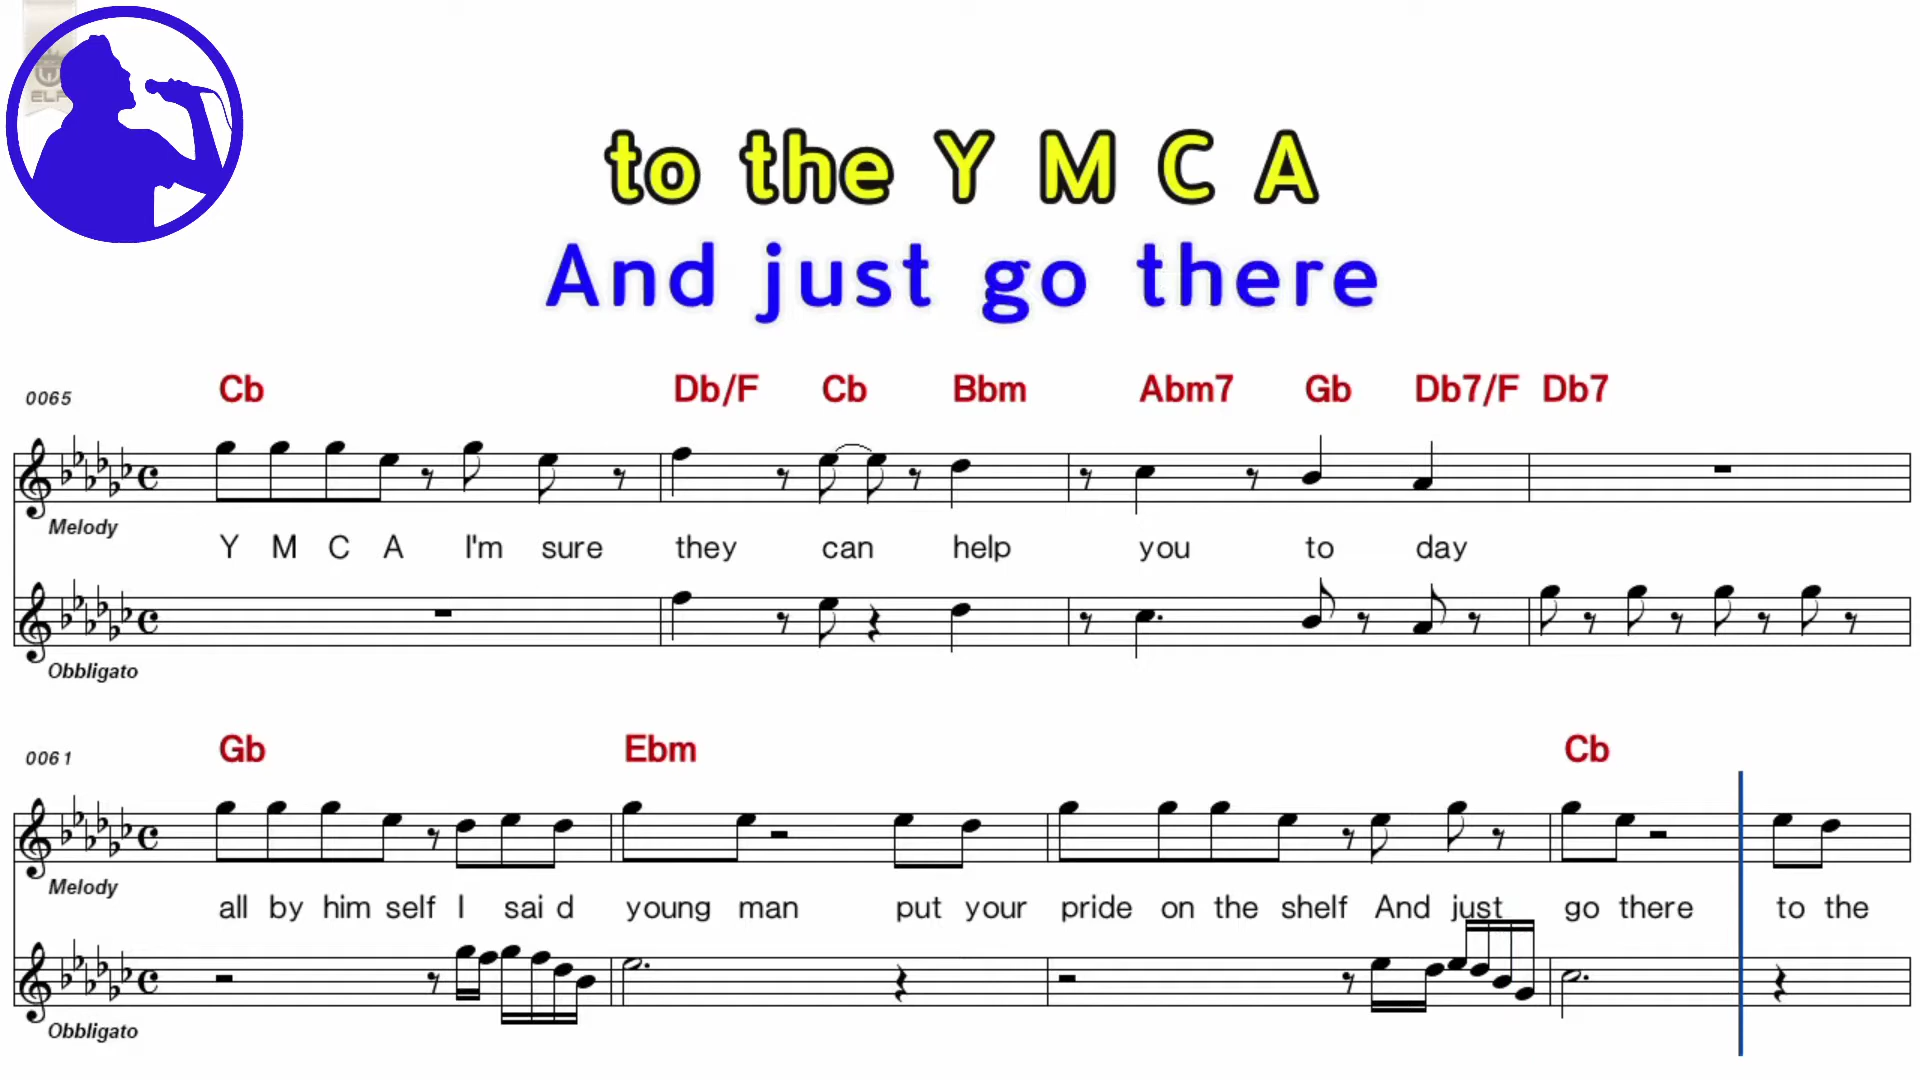 ELF
to the Y M C A
And just go there
0065 Cb Db/F Cb Bbm Abm7 Gb Db7/F Db7
Melody
Y M C A I'm sure they can help you to day
Obbligato
0061 Gb Ebm Cb
Melody
all by him self I sai d young man put your pride on the shelf And just go there to the
Obbligato